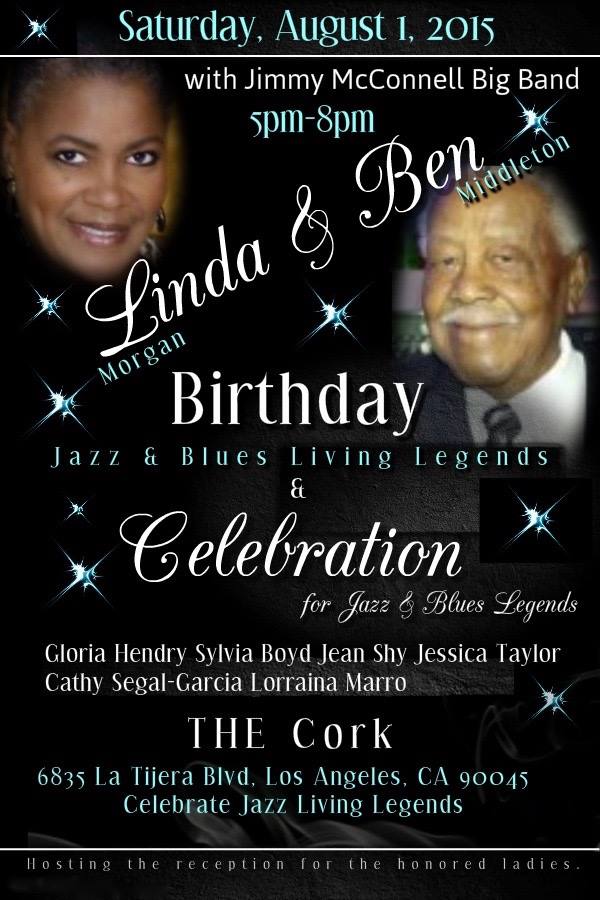 Saturday, August 1, 2015
with Jimmy McConnell Big Band
5pm-8pm
Linda & Ben
Middleton
Morgan
Birthday
Jazz & Blues Living Legends
&
Celebration
for Jazz & Blues Legends
Gloria Hendry Sylvia Boyd Jean Shy Jessica Taylor
Cathy Segal-Garcia Lorraina Marro
THE Cork
6835 La Tijera Blvd, Los Angeles, CA 90045
Celebrate Jazz Living Legends
Hosting the reception for the honored ladies.